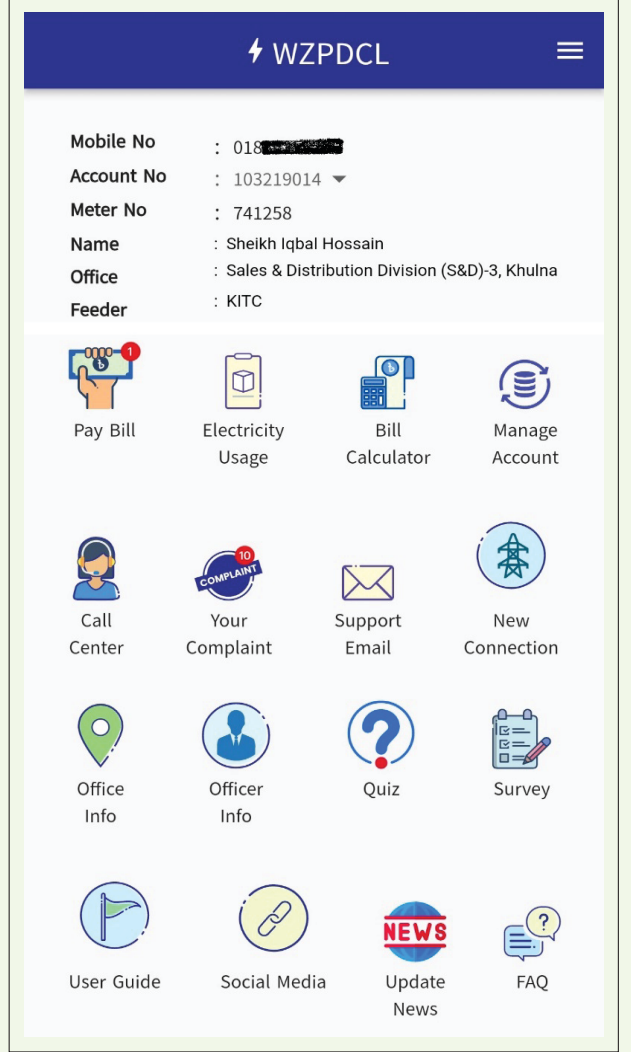 WZPDCL
Mobile No : 018
Account No : 103219014
Meter No : 741258
Name : Sheikh Iqbal Hossain
Office : Sales & Distribution Division (S&D)-3, Khulna
Feeder : KITC
1
৳
৳
Pay Bill
Electricity
Usage
Bill
Calculator
Manage
Account
10
COMPLAINT
Call
Center
Your
Complaint
Support
Email
New
Connection
?
Office
Info
Officer
Info
Quiz
Survey
NEWS
?
User Guide
Social Media
Update
News
FAQ